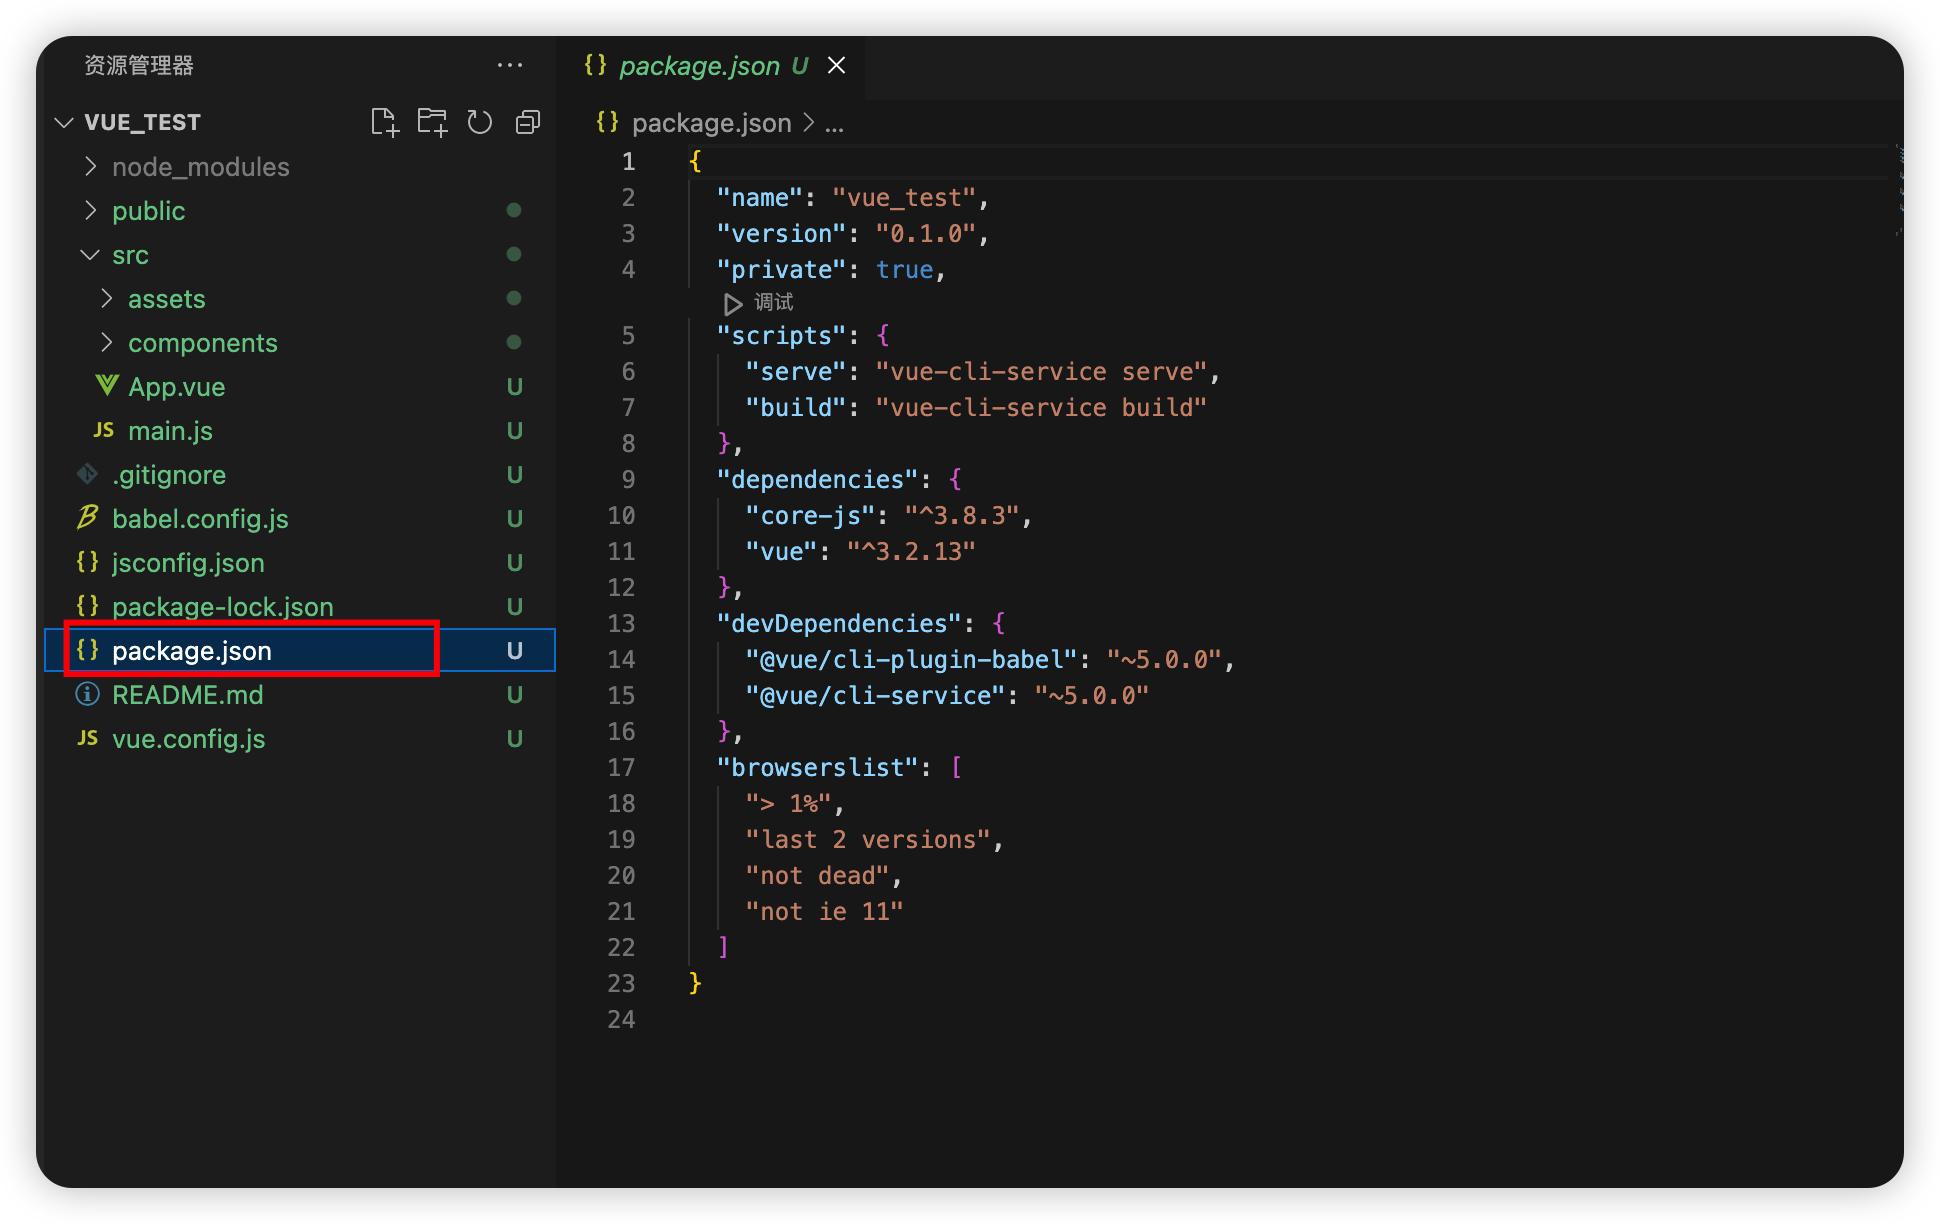 资源管理器
VUE_TEST
node_modules
public
src
assets
components
App.vue U
JS main.js U
.gitignore U
babel.config.js U
{} jsconfig.json U
{} package-lock.json U
{} package.json U
README.md U
JS vue.config.js U
{} package.json U
{} package.json > ...
1 {
2 "name": "vue_test",
3 "version": "0.1.0",
4 "private": true,
调试
5 "scripts": {
6 "serve": "vue-cli-service serve",
7 "build": "vue-cli-service build"
8 },
9 "dependencies": {
10 "core-js": "^3.8.3",
11 "vue": "^3.2.13"
12 },
13 "devDependencies": {
14 "@vue/cli-plugin-babel": "~5.0.0",
15 "@vue/cli-service": "~5.0.0"
16 },
17 "browserslist": [
18 "> 1%",
19 "last 2 versions",
20 "not dead",
21 "not ie 11"
22 ]
23 }
24